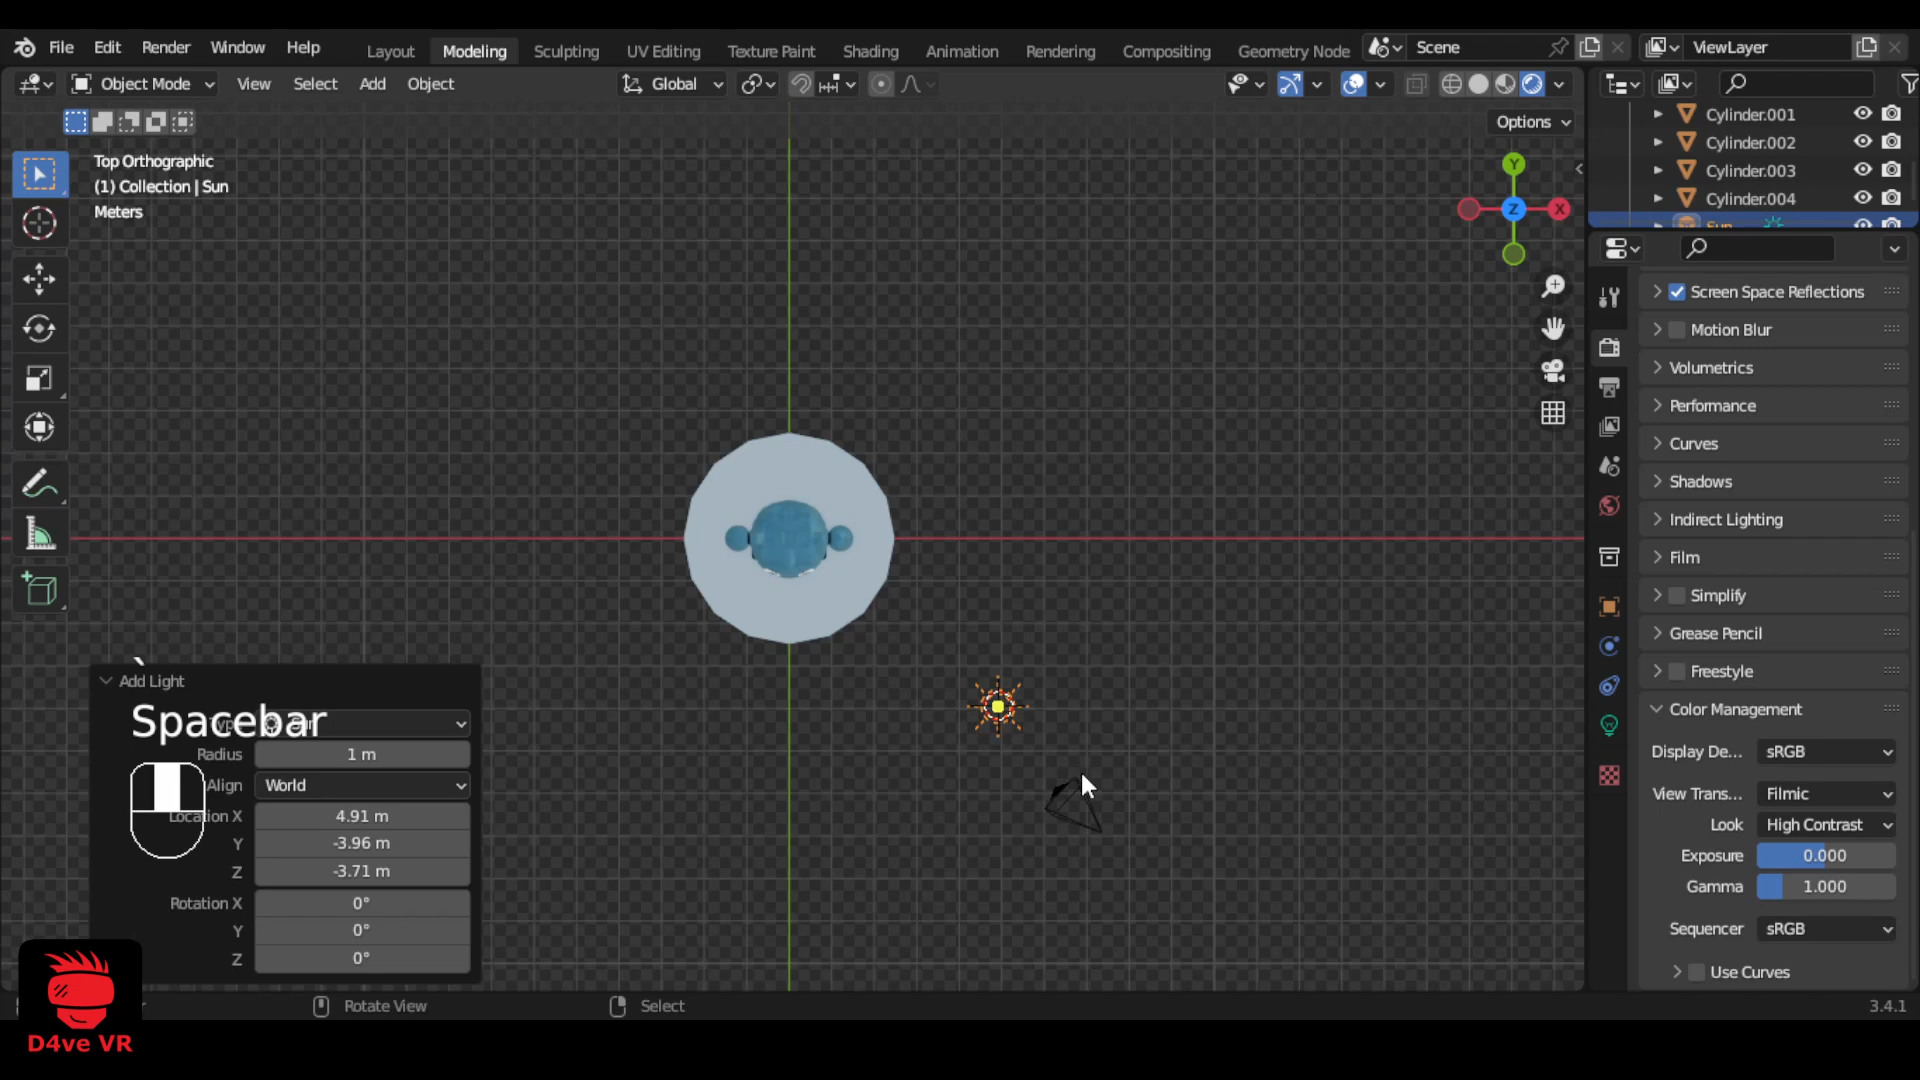 File Edit Render Window Help Layout Modeling Sculpting UV Editing Texture Paint Shading Animation Rendering Compositing Geometry Node Scene ViewLayer
Object Mode View Select Add Object Global
Options
Top Orthographic
(1) Collection | Sun
Meters
Y
X
Z
Cylinder.001
Cylinder.002
Cylinder.003
Cylinder.004
Sun
Screen Space Reflections
Motion Blur
Volumetrics
Performance
Curves
Shadows
Indirect Lighting
Film
Simplify
Grease Pencil
Freestyle
Color Management
Display De... sRGB
View Trans... Filmic
Look High Contrast
Exposure 0.000
Gamma 1.000
Sequencer sRGB
Use Curves
Add Light
Spacebar
Radius 1 m
Align World
Location X 4.91 m
Y -3.96 m
Z -3.71 m
Rotation X 0°
Y 0°
Z 0°
Rotate View
Select
3.4.1
D4ve VR